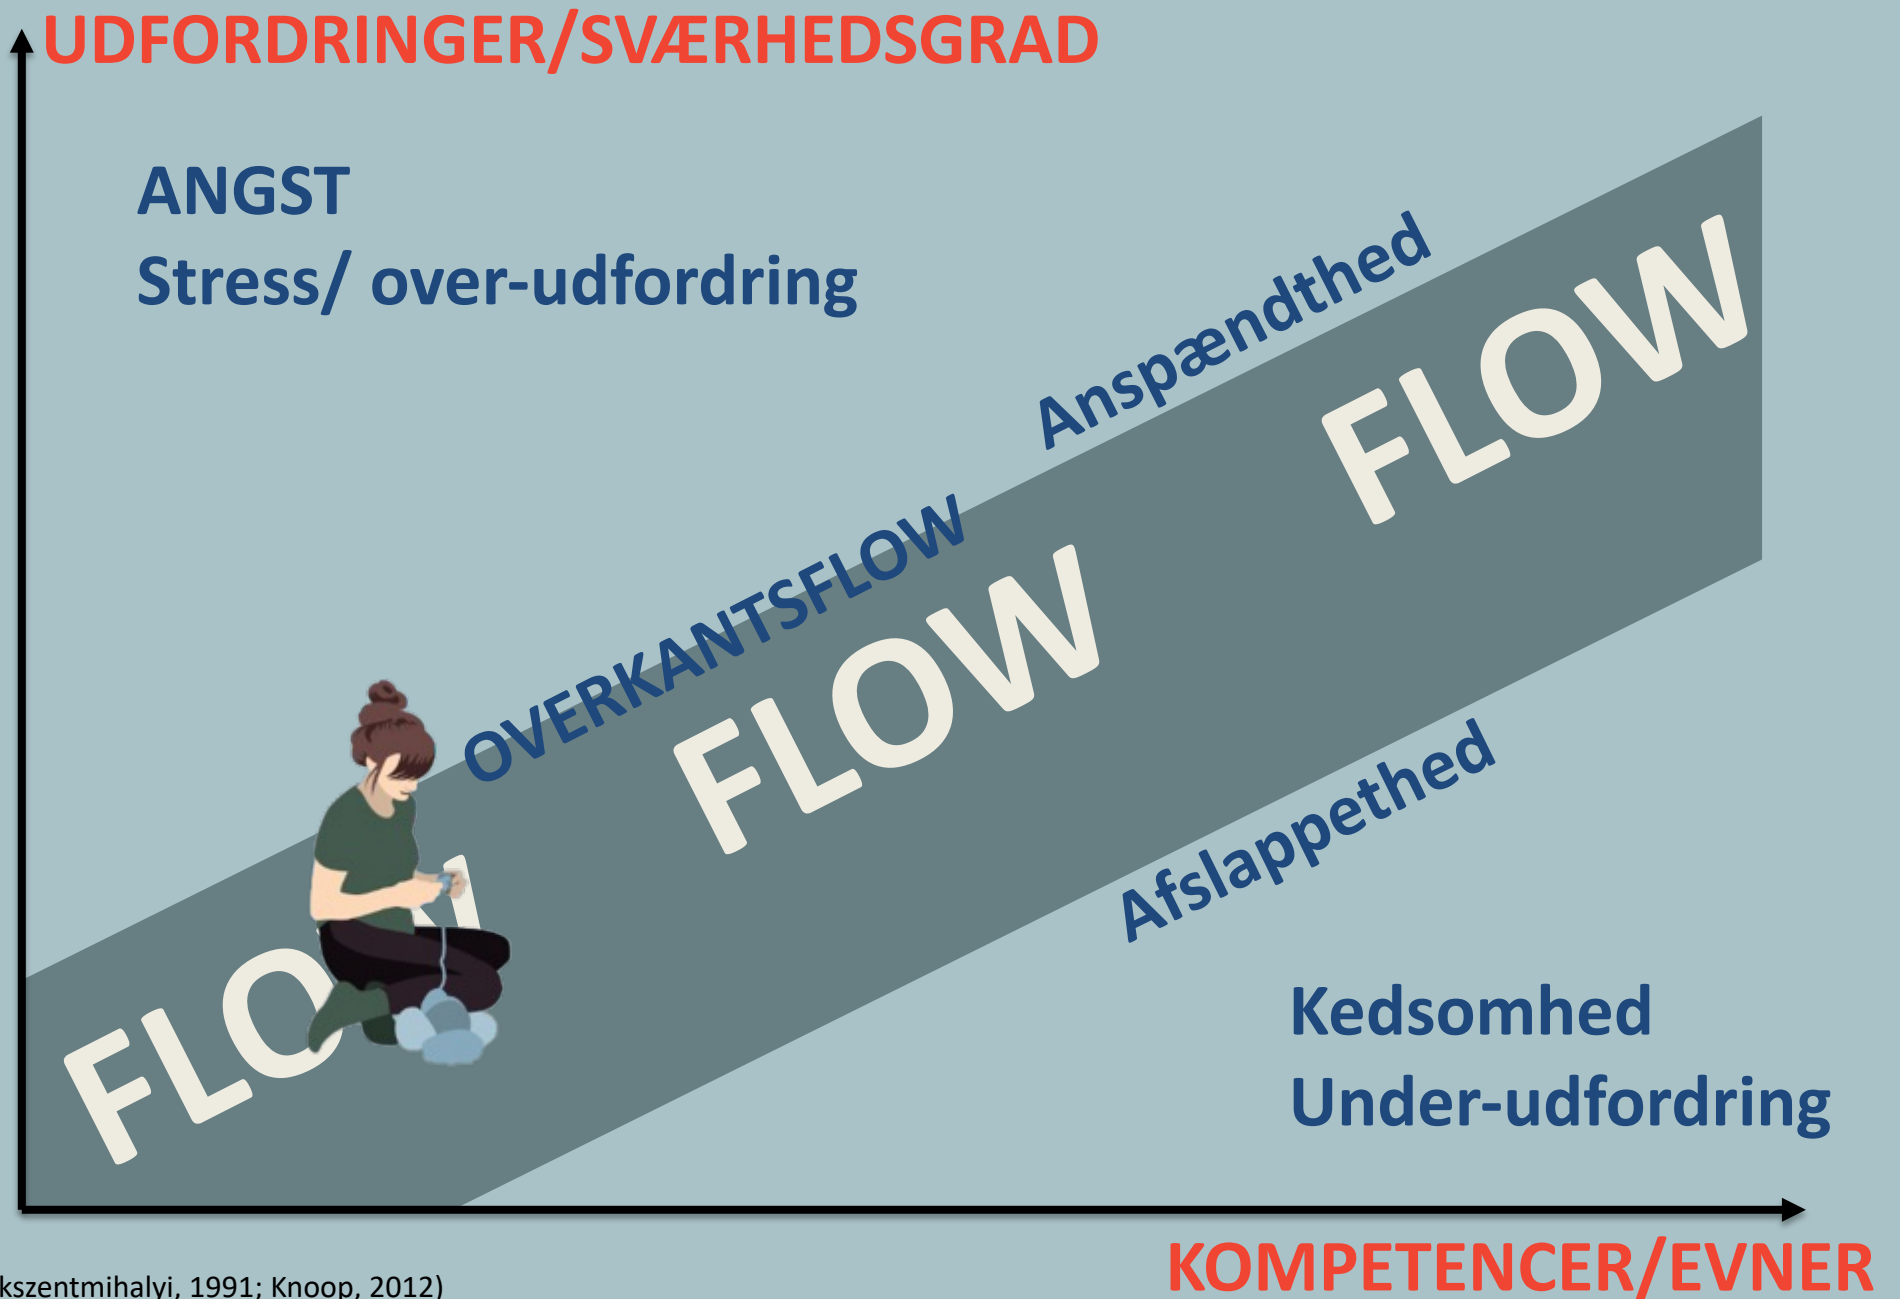 UDFORDRINGER/SVÆRHEDSGRAD
ANGST
Stress/ over-udfordring
Anspændthed
FLOW
OVERKANTSFLOW
FLOW
Afslappethed
FLOW
Kedsomhed
Under-udfordring
KOMPETENCER/EVNER
kszentmihalyi, 1991; Knoop, 2012)